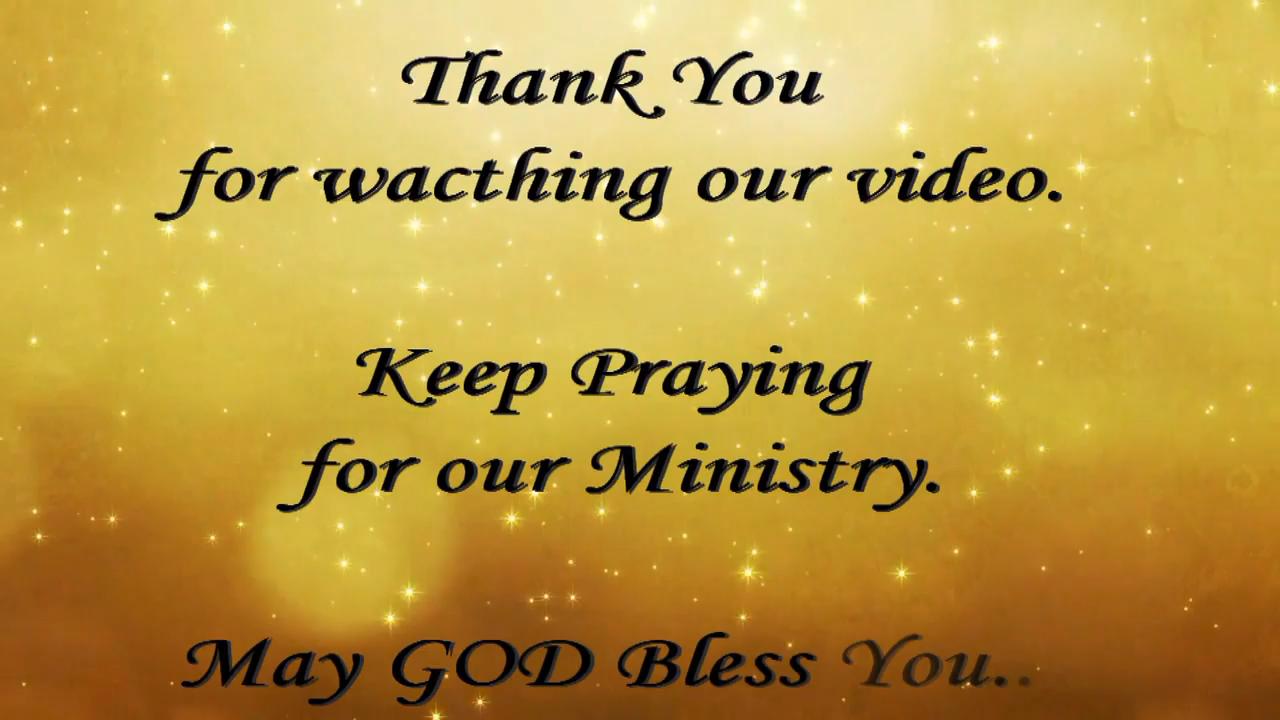 Thank You
for wacthing our video.
Keep Praying
for our Ministry.
May GOD Bless You..